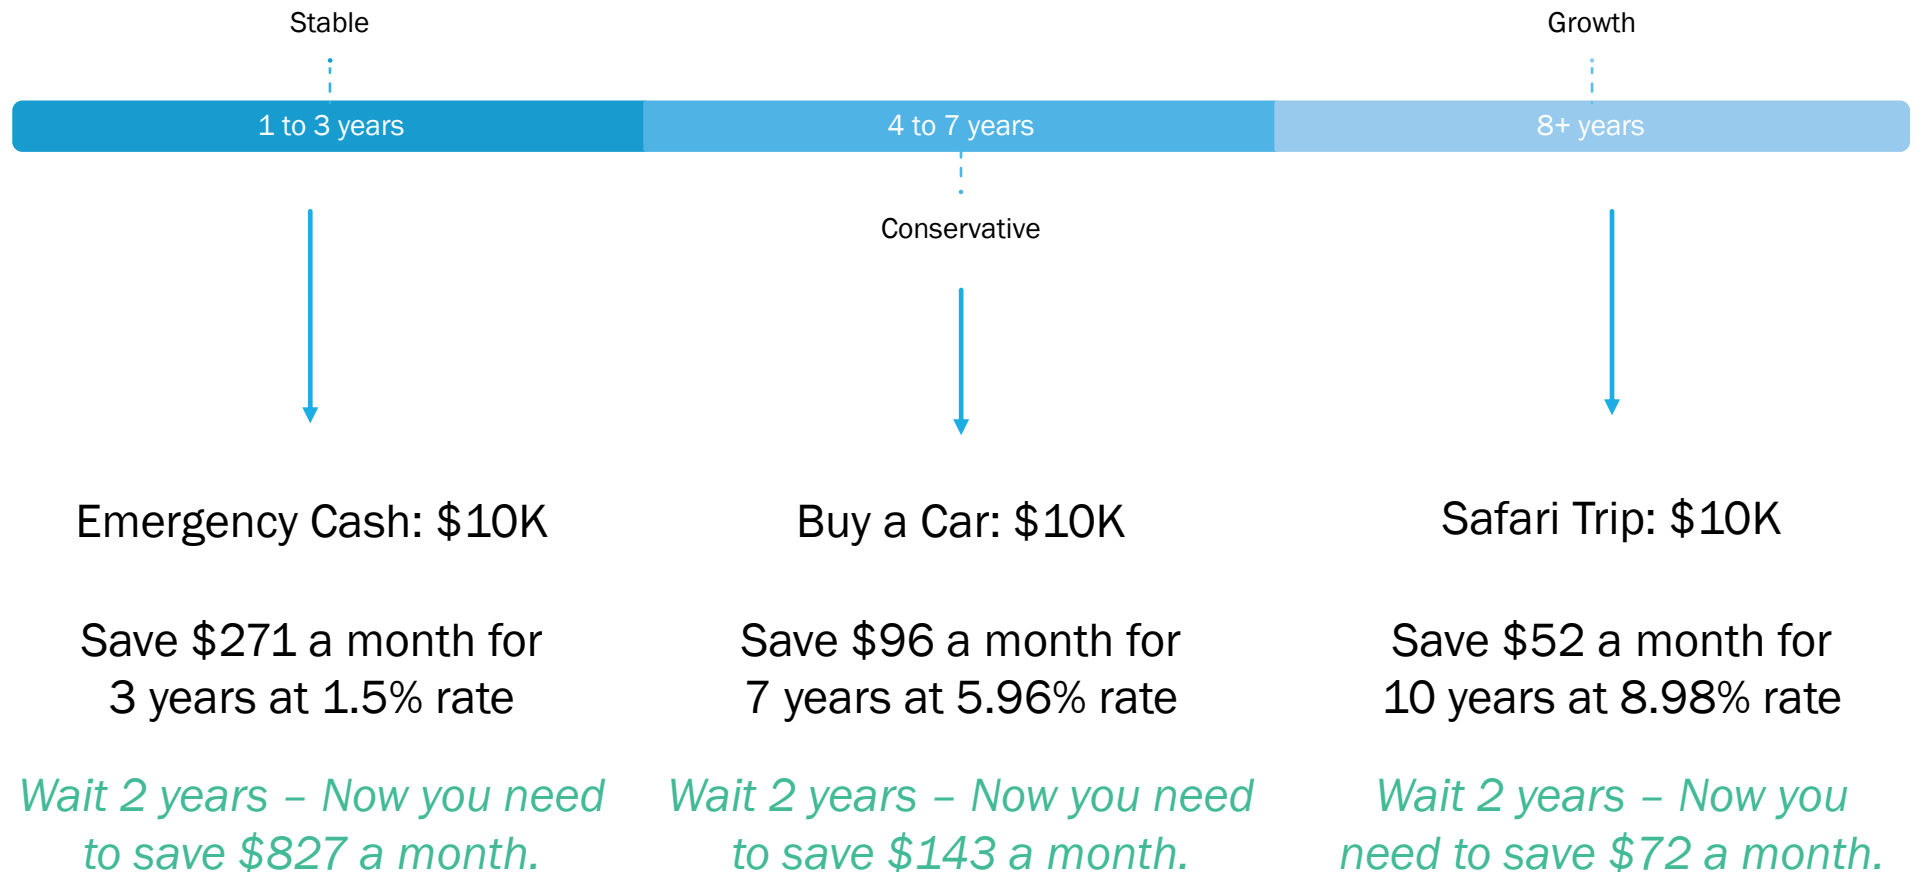 Stable
Growth
1 to 3 years
4 to 7 years
8+ years
Conservative
Emergency Cash: $10K
Save $271 a month for
3 years at 1.5% rate
Wait 2 years – Now you need
to save $827 a month.
Buy a Car: $10K
Save $96 a month for
7 years at 5.96% rate
Wait 2 years – Now you need
to save $143 a month.
Safari Trip: $10K
Save $52 a month for
10 years at 8.98% rate
Wait 2 years – Now you
need to save $72 a month.